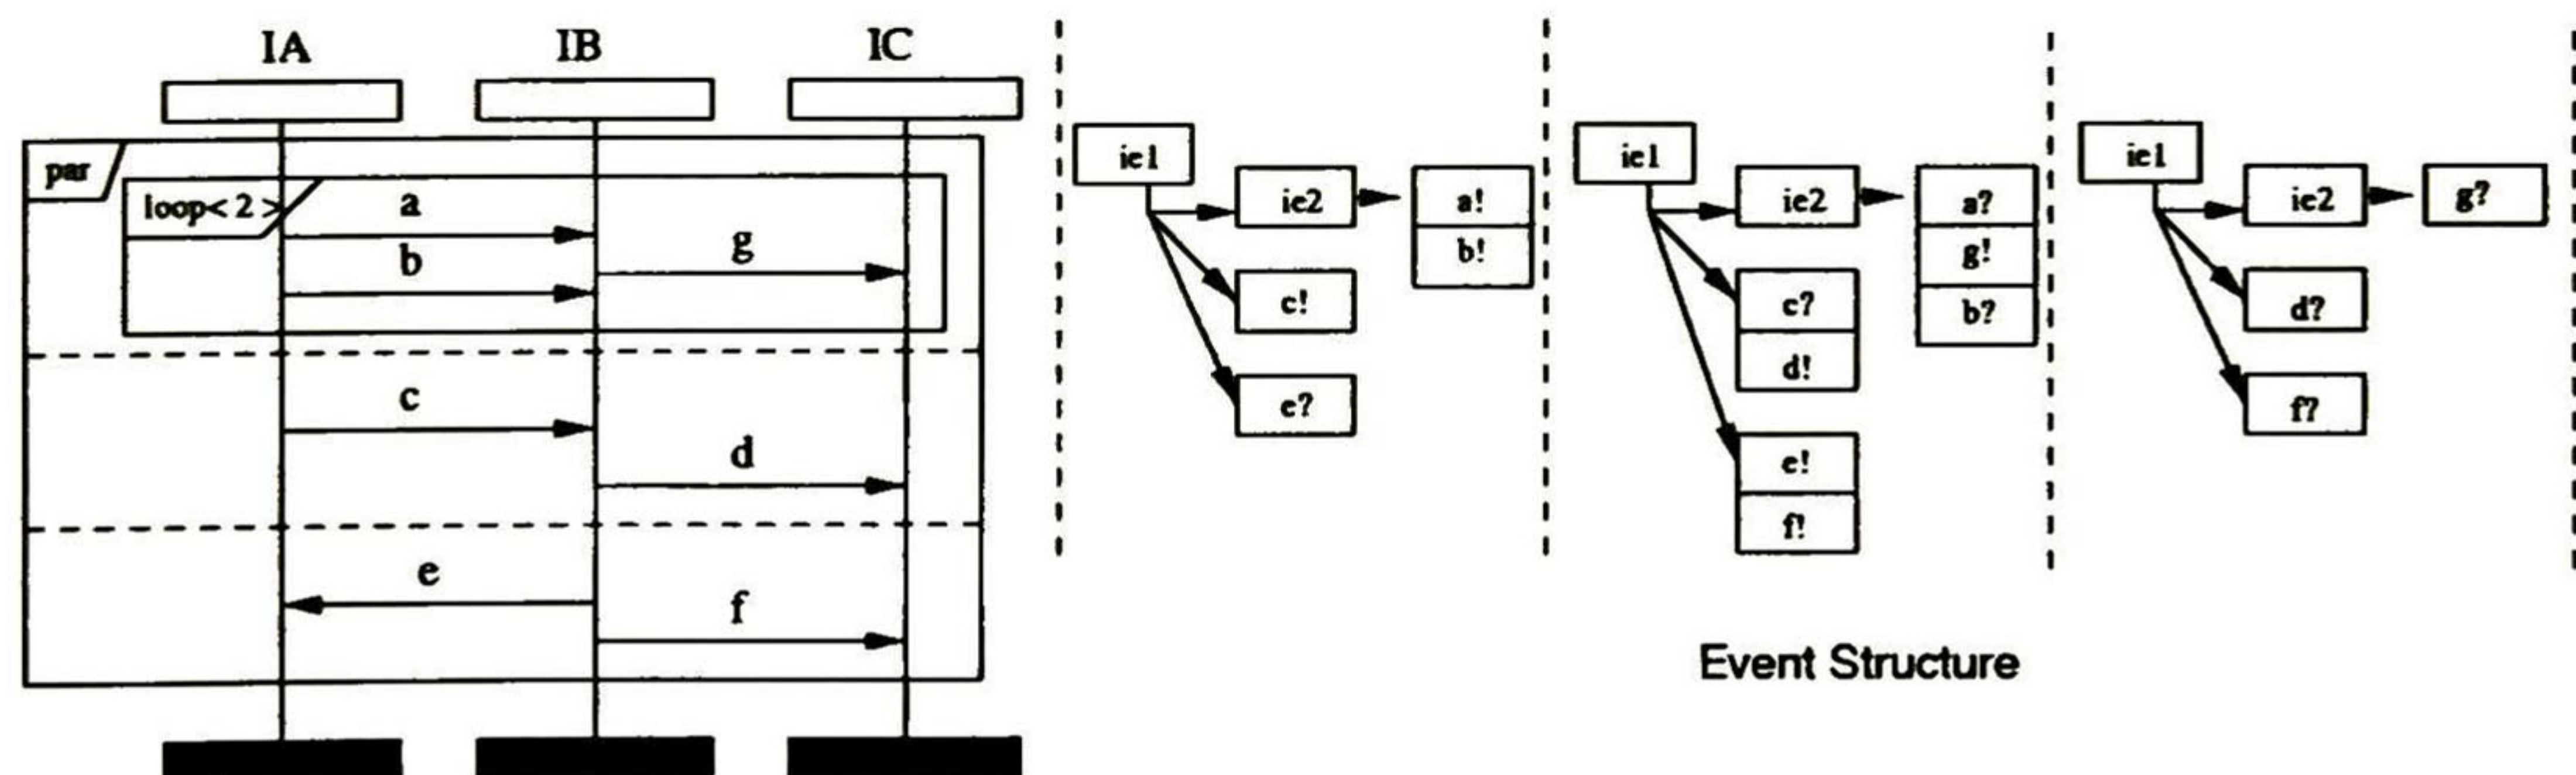 IA IB IC
par
loop< 2 >
a
g
b
c
d
e
f
ie1
ie2
a!
b!
c!
e?
ie1
ie2
a?
g!
b?
c?
d!
e!
f!
ie1
ie2
g?
d?
f?
Event Structure